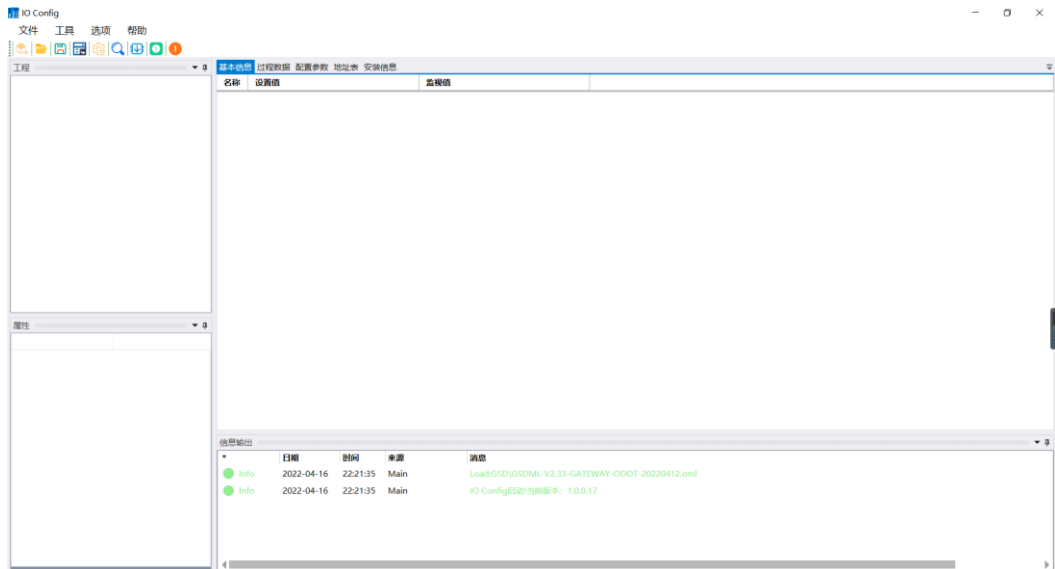 IO Config
文件 工具 选项 帮助
工程
基本信息 过程数据 配置参数 地址表 安装信息
名称 设置值 监视值
属性
信息输出
* 日期 时间 来源 消息
Info 2022-04-16 22:21:35 Main Load:GSD\GSDML-V2.33-GATEWAY-ODOT-20220412.oml
Info 2022-04-16 22:21:35 Main IO Config启动!当前版本：1.0.0.17